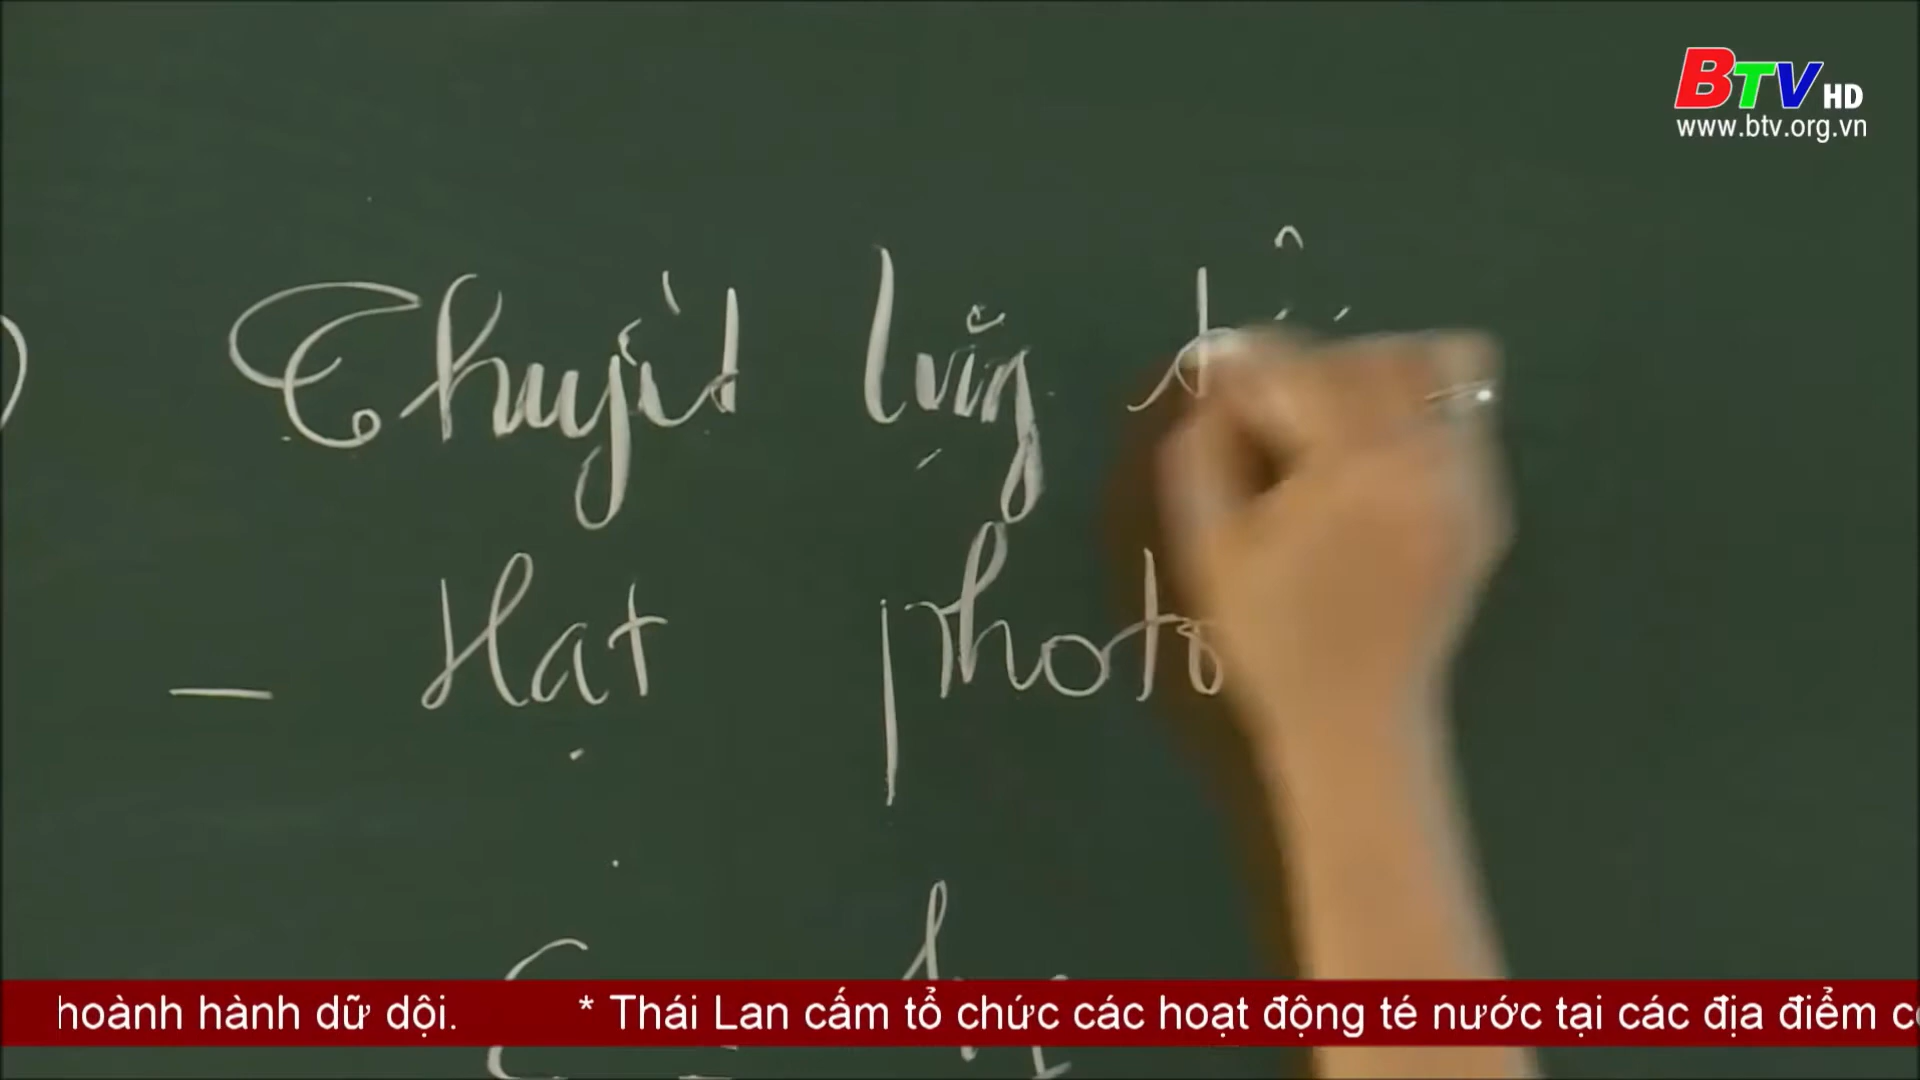 BTV HD
www.btv.org.vn
Thuyết lượng tử
- Hạt photo
hoành hành dữ dội. * Thái Lan cấm tổ chức các hoạt động té nước tại các địa điểm c